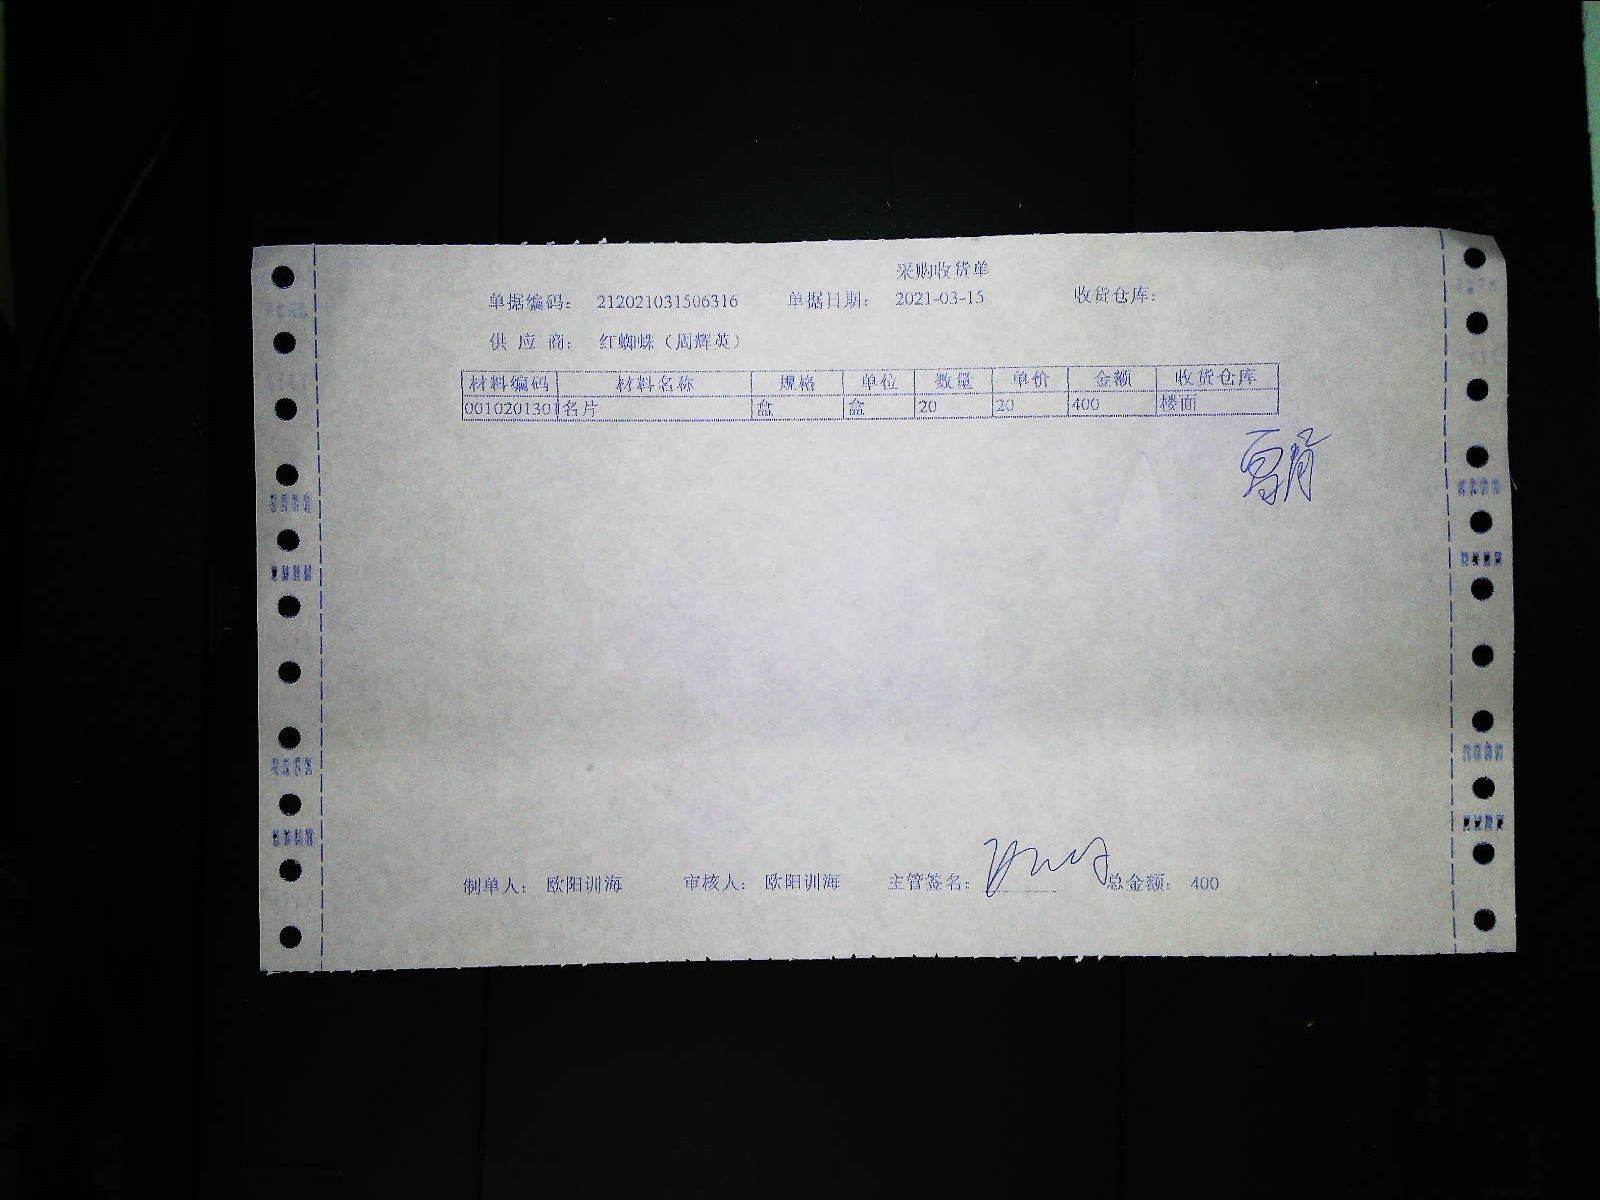 采购收货单
单据编码： 212021031506316 单据日期： 2021-03-15 收货仓库：
供 应 商： 红蜘蛛（周辉英）
材料编码 材料名称 规格 单位 数量 单价 金额 收货仓库
0010201301 名片 盒 盒 20 20 400 楼面
制单人： 欧阳训海 审核人： 欧阳训海 主管签名： 总金额： 400